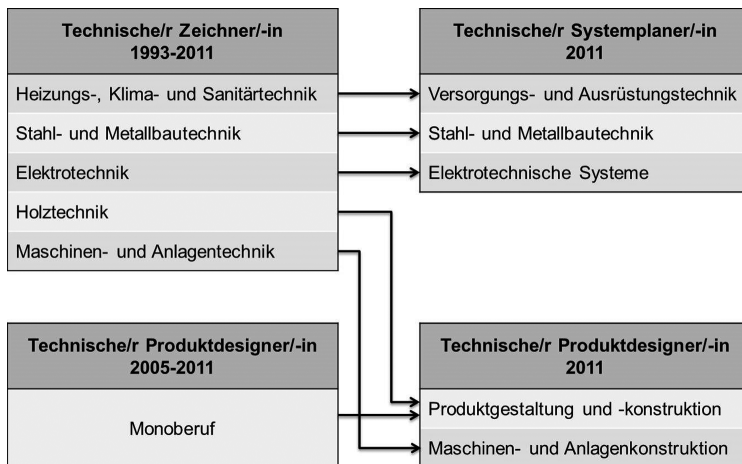 Technische/r Zeichner/-in
1993-2011
Heizungs-, Klima- und Sanitärtechnik
Stahl- und Metallbautechnik
Elektrotechnik
Holztechnik
Maschinen- und Anlagentechnik
Technische/r Systemplaner/-in
2011
Versorgungs- und Ausrüstungstechnik
Stahl- und Metallbautechnik
Elektrotechnische Systeme
Technische/r Produktdesigner/-in
2005-2011
Monoberuf
Technische/r Produktdesigner/-in
2011
Produktgestaltung und -konstruktion
Maschinen- und Anlagenkonstruktion